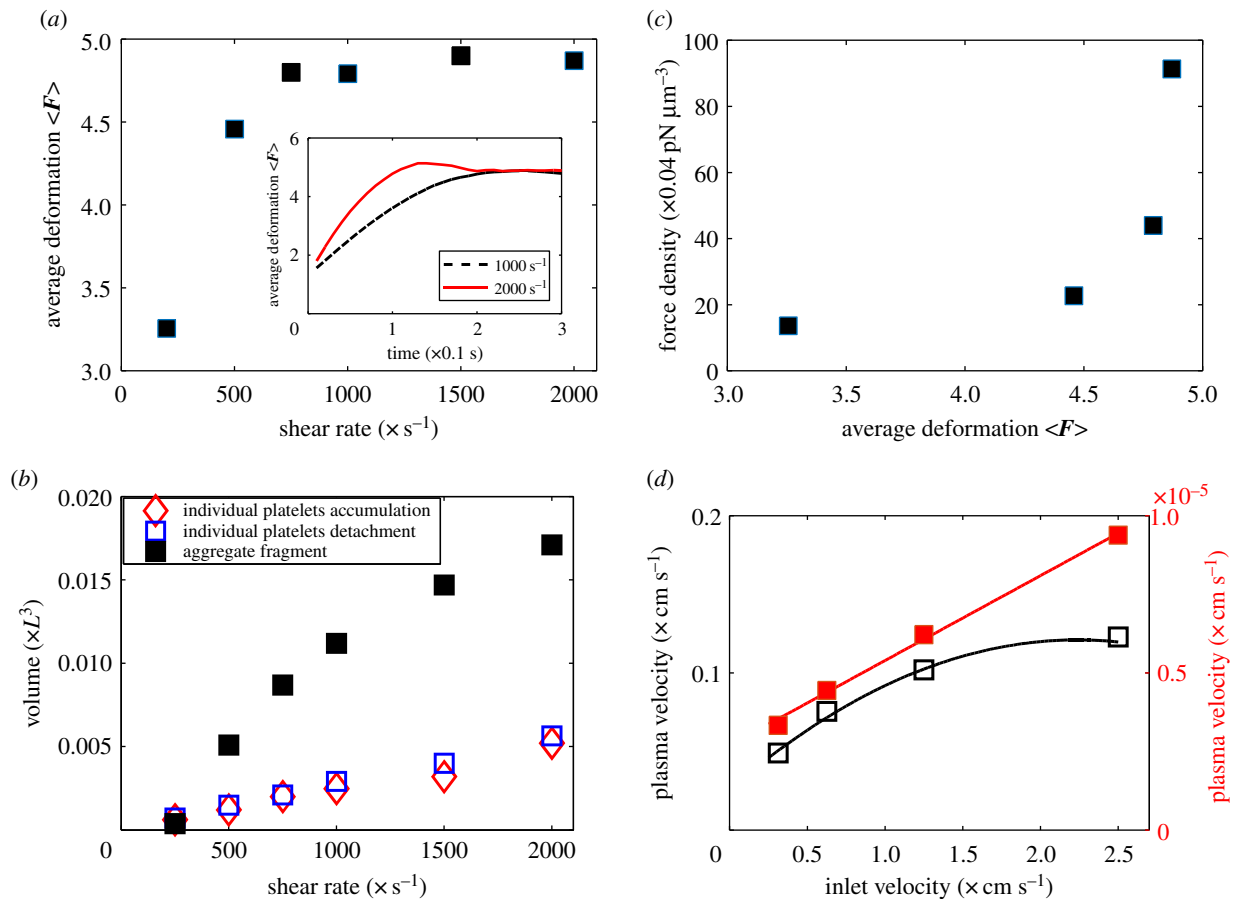 (a)
5.0
4.5
4.0
3.5
3.0
average deformation <F>
0
500
1000
1500
2000
shear rate (× s–1)
6
4
2
0
average deformation <F>
1
2
3
time (×0.1 s)
1000 s–1
2000 s–1
(c)
100
80
60
40
20
0
force density (×0.04 pN μm–3)
3.0
3.5
4.0
4.5
5.0
average deformation <F>
(b)
0.020
0.015
0.010
0.005
volume (×L3)
individual platelets accumulation
individual platelets detachment
aggregate fragment
0
500
1000
1500
2000
shear rate (× s–1)
(d)
0.2
0.1
plasma velocity (× cm s–1)
×10–5
1.0
0.5
0
plasma velocity (× cm s–1)
0
0.5
1.0
1.5
2.0
2.5
inlet velocity (× cm s–1)